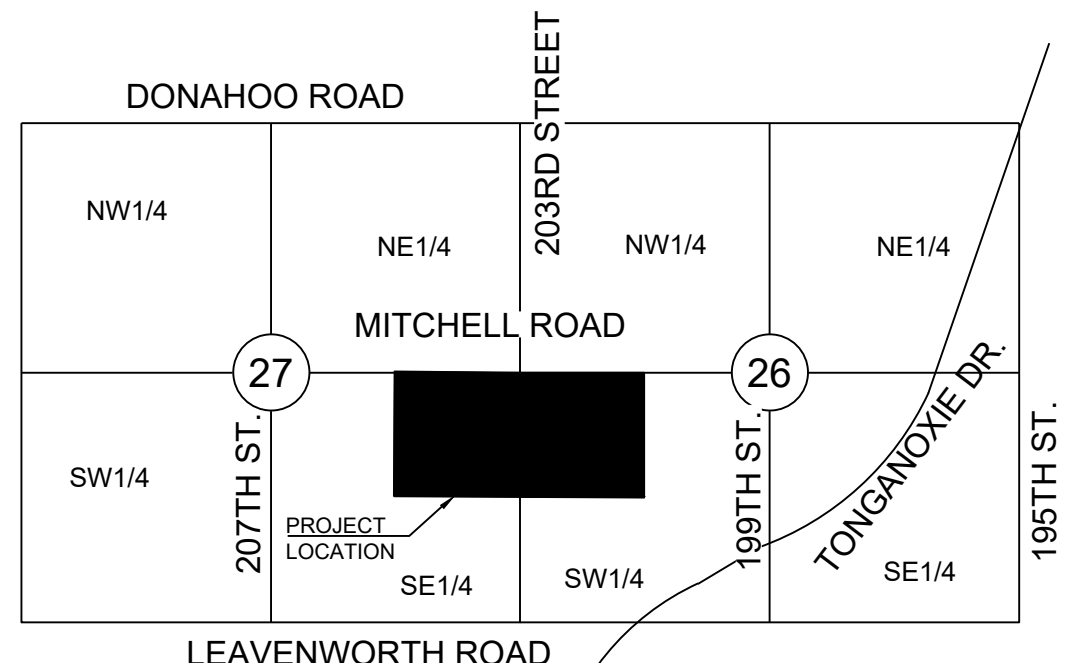 DONAHOO ROAD
203RD STREET
NW1/4
NE1/4
NW1/4
NE1/4
MITCHELL ROAD
27
26
TONGANOXIE DR.
SW1/4
207TH ST.
199TH ST.
195TH ST.
PROJECT
LOCATION
SE1/4
SW1/4
SE1/4
LEAVENWORTH ROAD